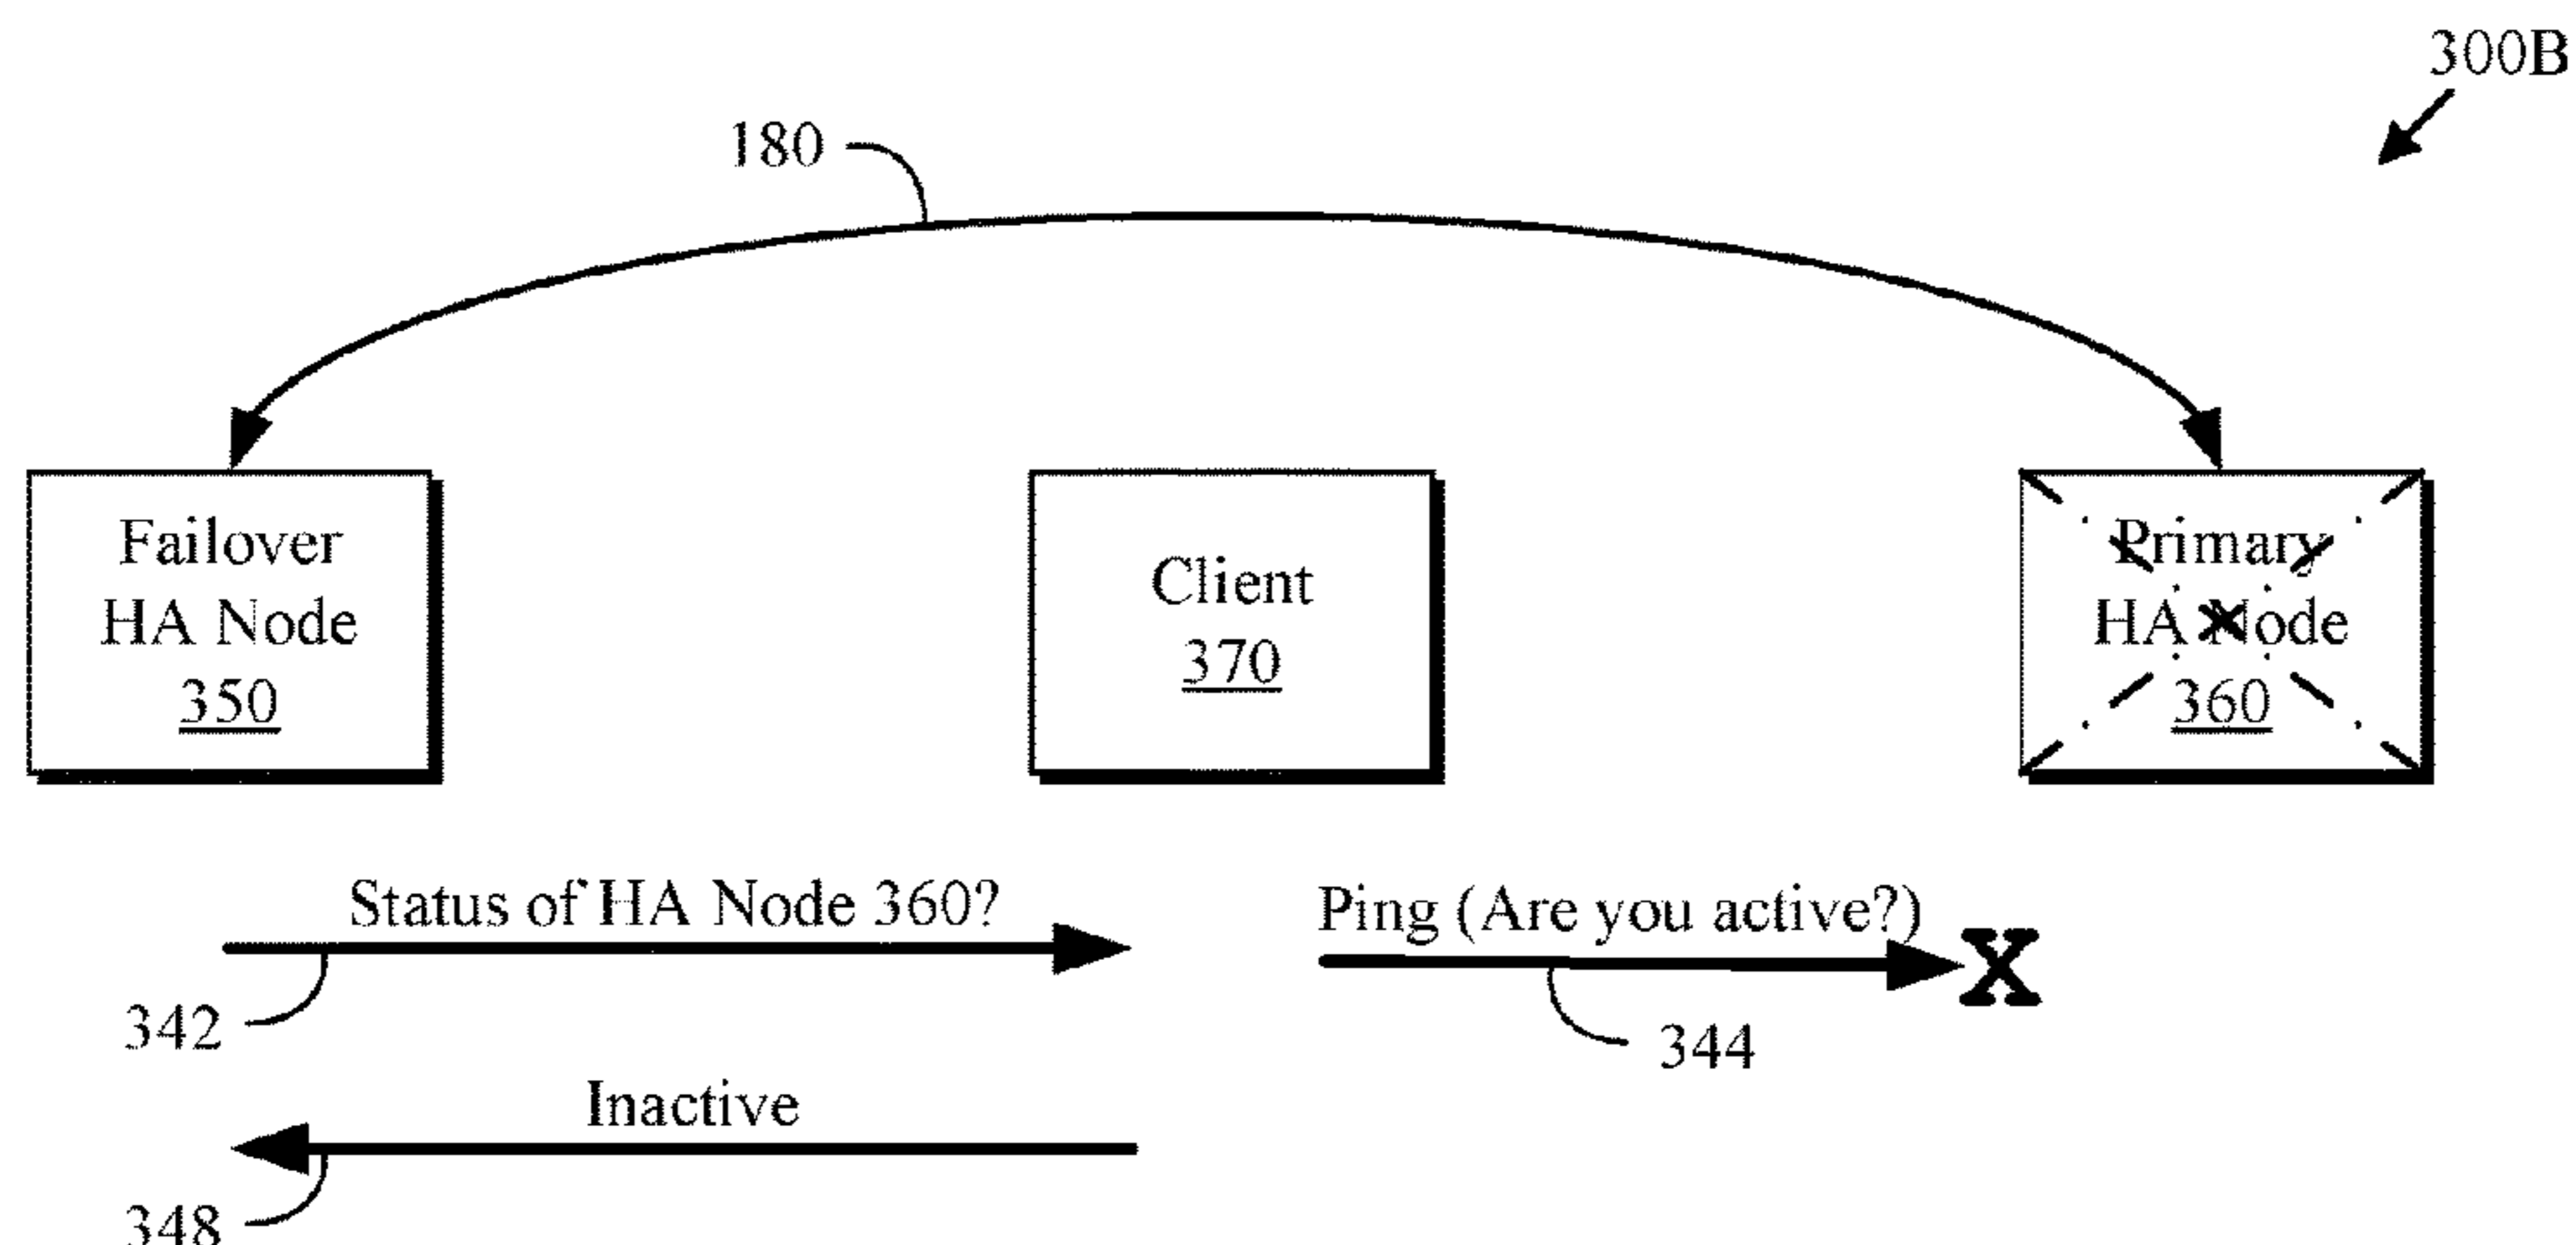 300B
180
Failover
HA Node
350
Client
370
Primary
HA Node
360
Status of HA Node 360?
Ping (Are you active?)
X
342
344
Inactive
348